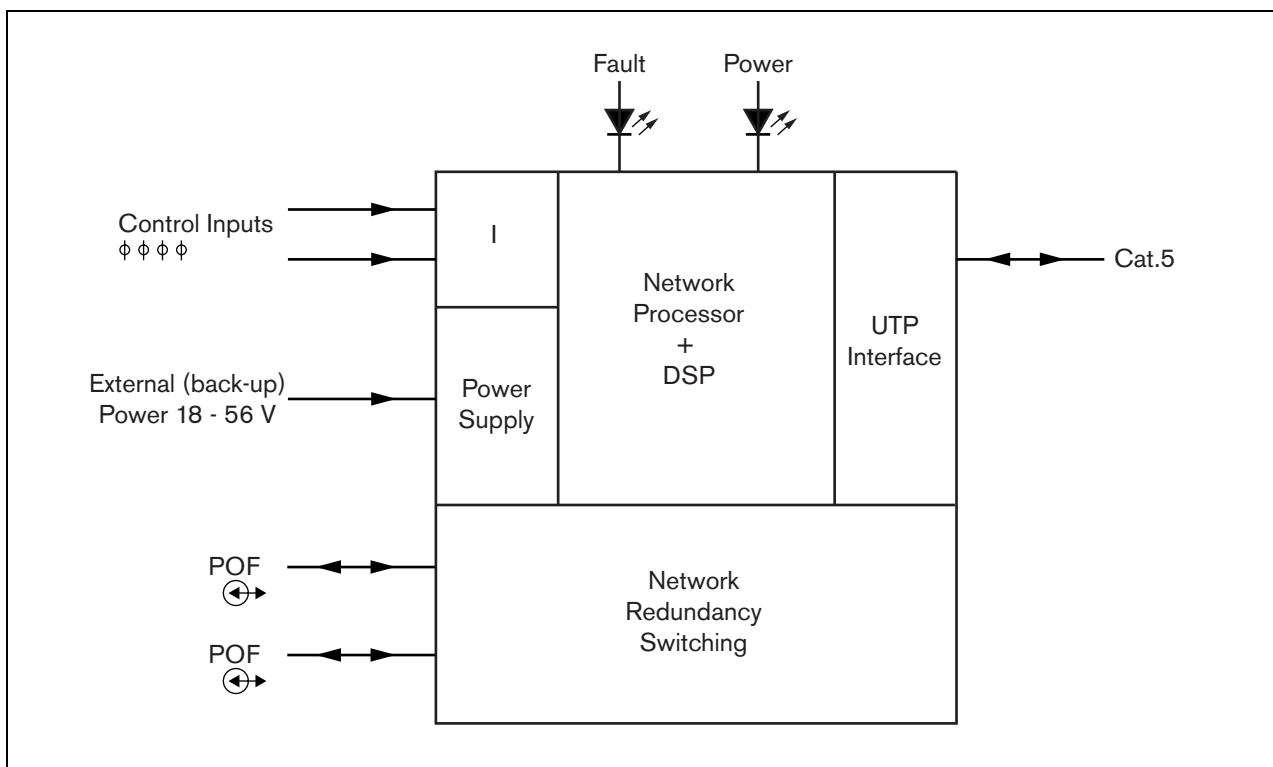 Fault
Power
Control Inputs
I
Network
Processor
+
DSP
UTP
Interface
Cat.5
External (back-up)
Power 18 - 56 V
Power
Supply
POF
POF
Network
Redundancy
Switching